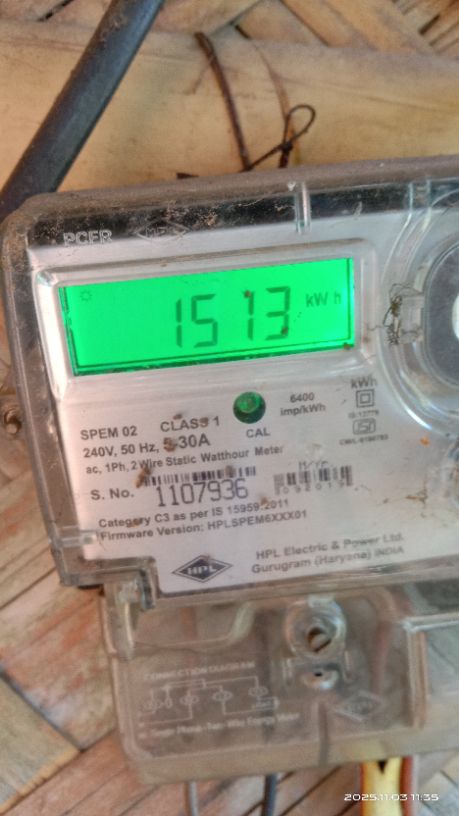 PCER
1513 kWh
6400
imp/kWh
kWh
SPEM 02 CLASS 1
240V, 50 Hz, 5-30A
CAL
ac, 1Ph, 2 Wire Static Watthour Meter
S. No. 1107936
M/YR
Category C3 as per IS 15959:2011
Firmware Version: HPLSPEM6XXX01
HPL
HPL Electric & Power Ltd.
Gurugram (Haryana) INDIA
CONNECTION DIAGRAM
2025.11.03 11:35